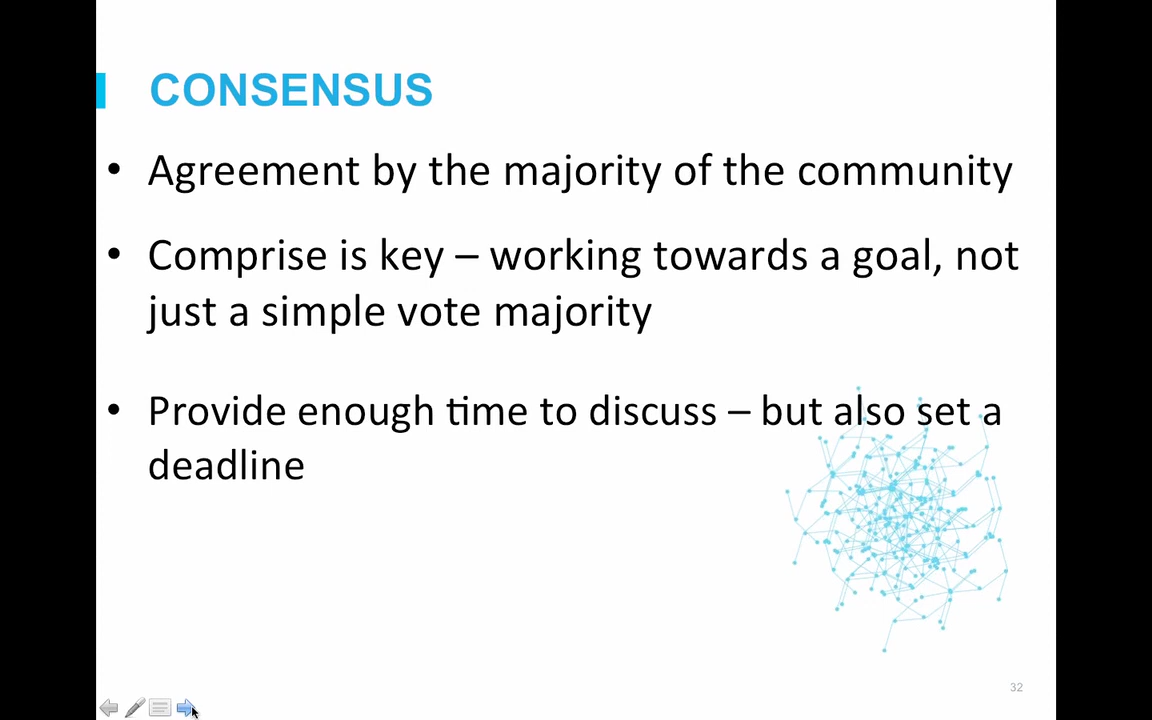 CONSENSUS
• Agreement by the majority of the community
• Comprise is key – working towards a goal, not
just a simple vote majority
• Provide enough time to discuss – but also set a
deadline
32